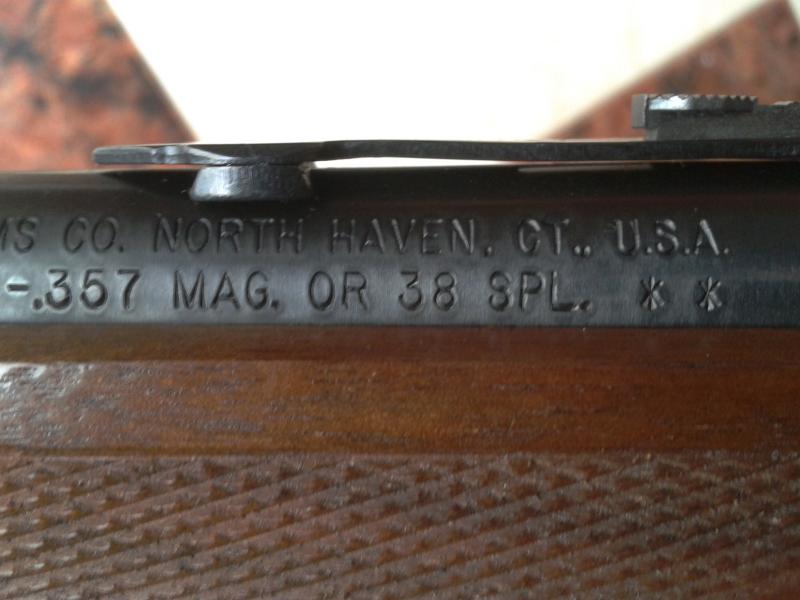 MS CO. NORTH HAVEN, CT., U.S.A.
-.357 MAG. OR 38 SPL. * *